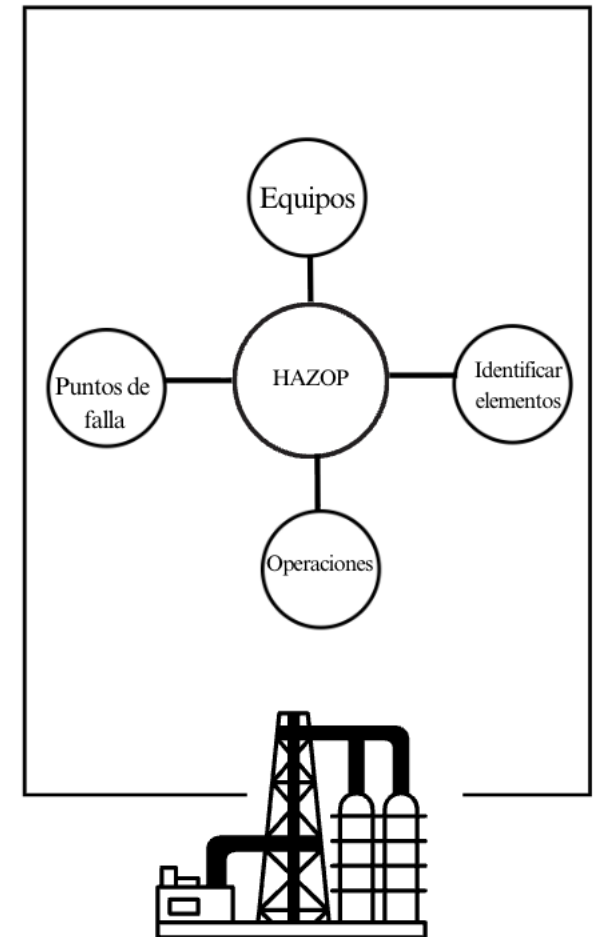 Equipos
HAZOP
Identificar
elementos
Puntos de
falla
Operaciones